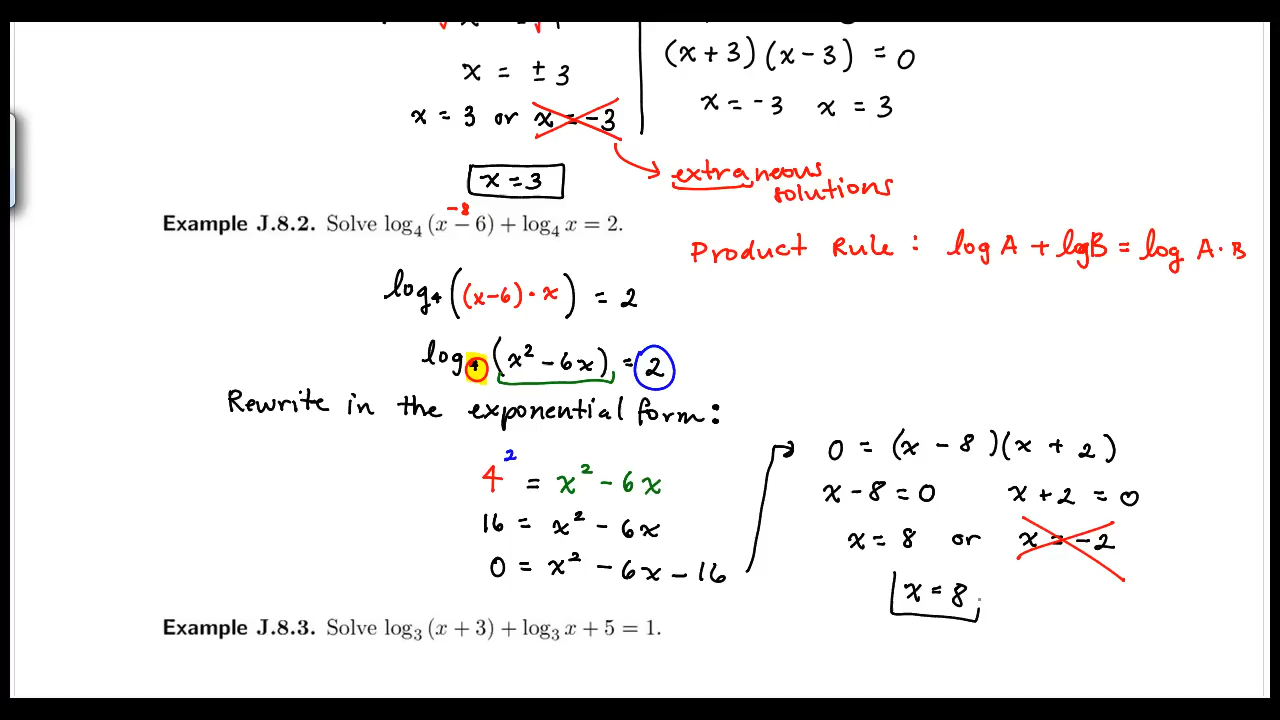 x = ± 3
x = 3 or x = -3
x = 3
(x + 3)(x - 3) = 0
x = -3 x = 3
extraneous
solutions
Example J.8.2. Solve log₄ (x − 6) + log₄ x = 2.
-8
Product Rule : log A + log B = log A · B
log₄((x-6) · x) = 2
log₄(x² - 6x) = 2
Rewrite in the exponential form:
4² = x² - 6x
16 = x² - 6x
0 = x² - 6x - 16
0 = (x - 8)(x + 2)
x - 8 = 0 x + 2 = 0
x = 8 or x = -2
x = 8
Example J.8.3. Solve log₃ (x + 3) + log₃ x + 5 = 1.